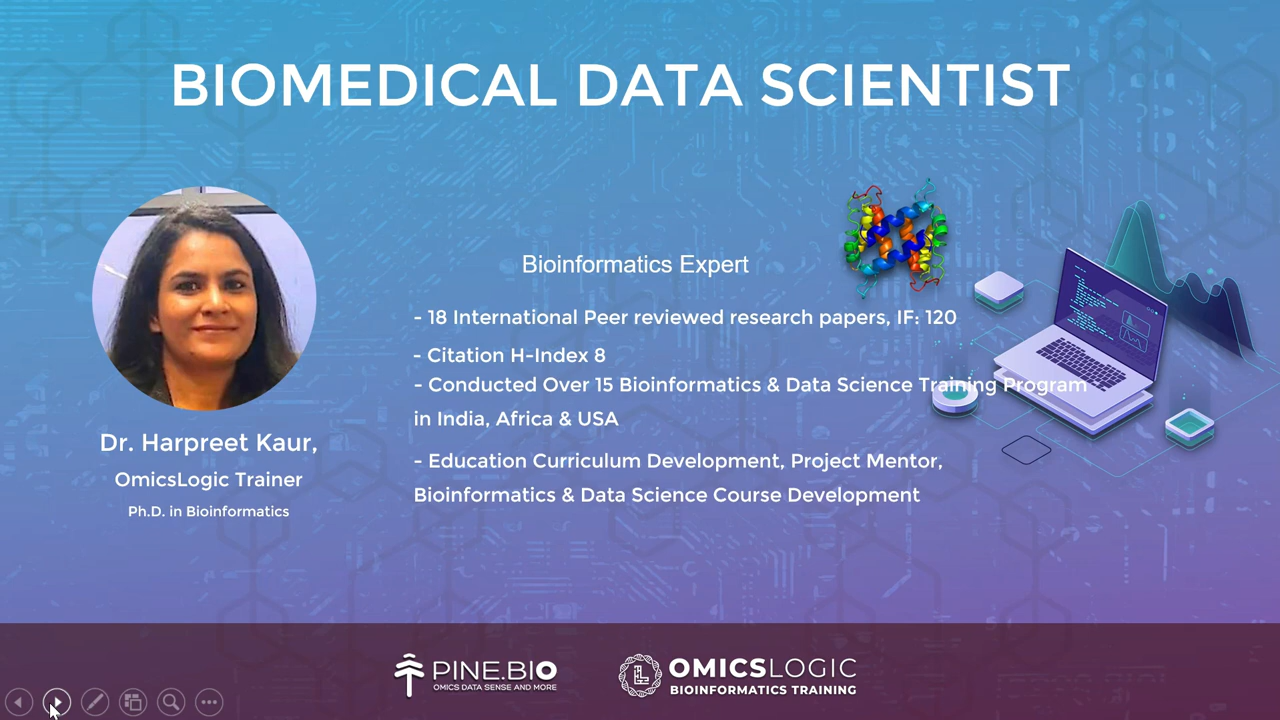 BIOMEDICAL DATA SCIENTIST
Bioinformatics Expert
- 18 International Peer reviewed research papers, IF: 120
- Citation H-Index 8
- Conducted Over 15 Bioinformatics & Data Science Training Program
in India, Africa & USA
- Education Curriculum Development, Project Mentor,
Bioinformatics & Data Science Course Development
Dr. Harpreet Kaur,
OmicsLogic Trainer
Ph.D. in Bioinformatics
PINE.BIO
OMICS DATA SENSE AND MORE
OMICSLOGIC
BIOINFORMATICS TRAINING